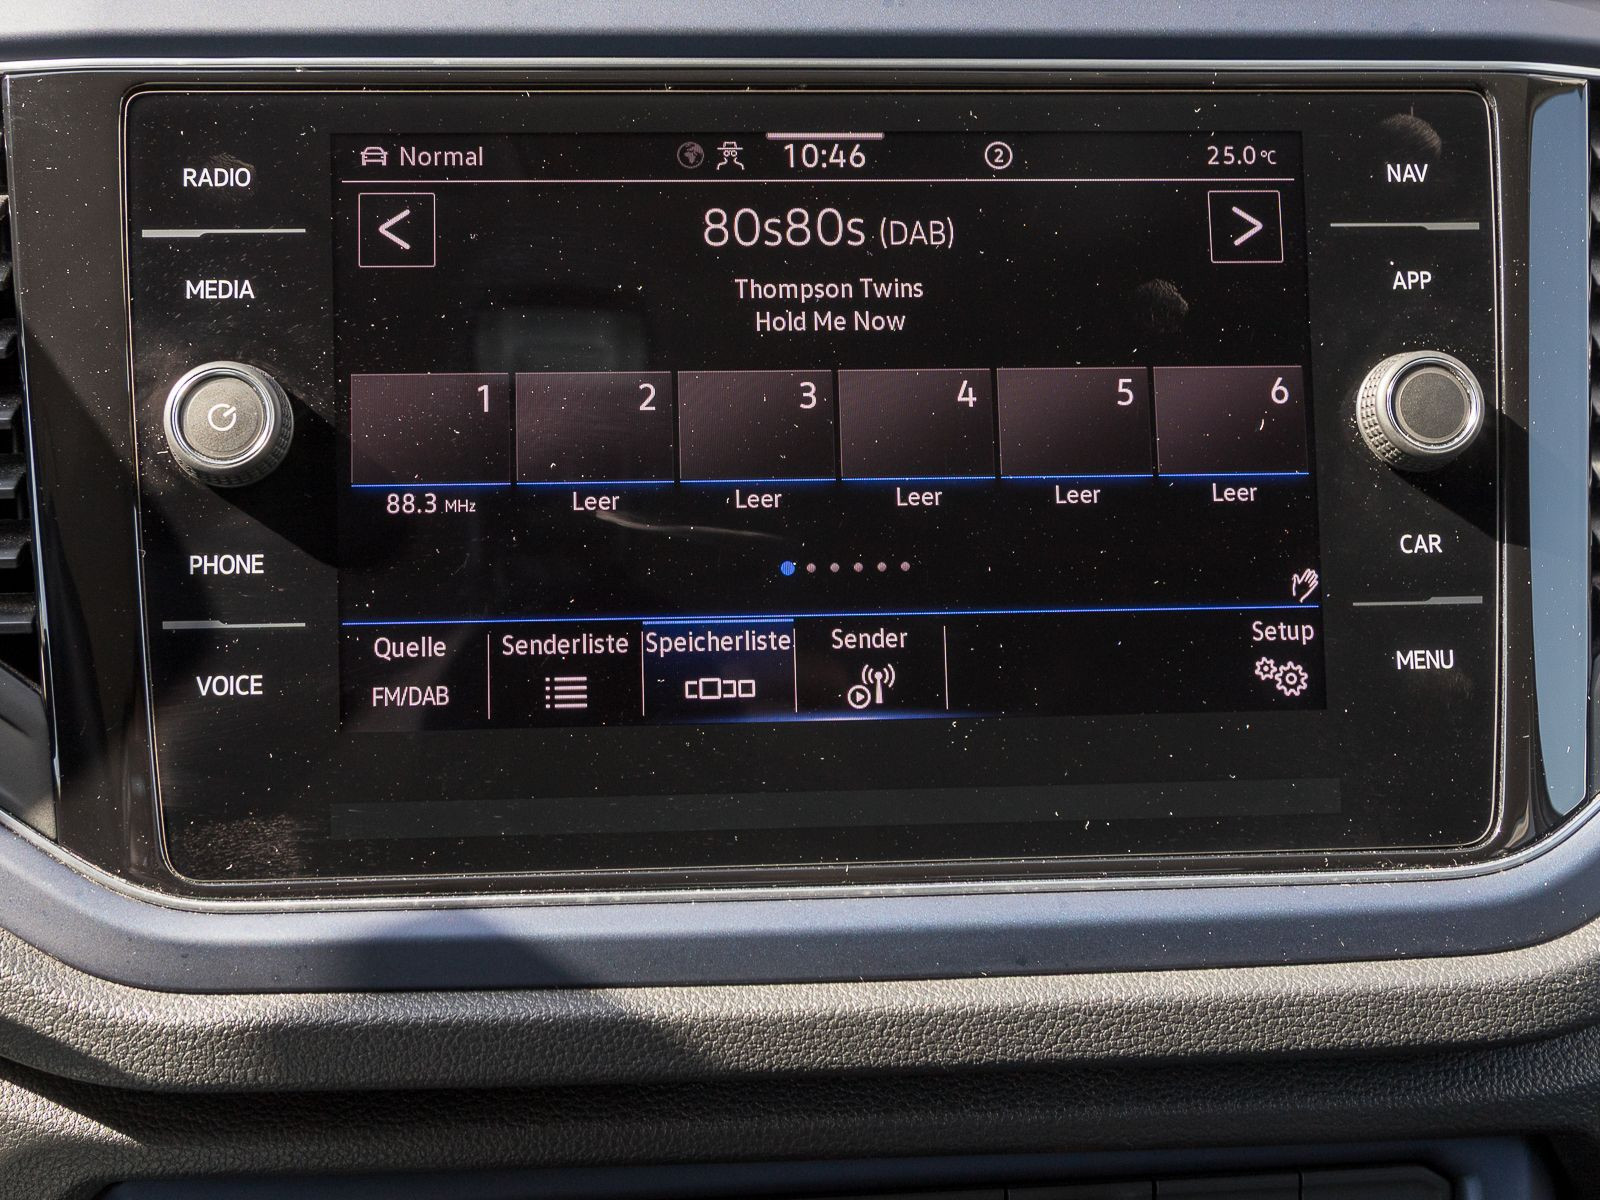 RADIO
MEDIA
PHONE
VOICE
Normal
10:46
2
25.0 °C
<
80s80s (DAB)
>
Thompson Twins
Hold Me Now
1
2
3
4
5
6
88.3 MHz
Leer
Leer
Leer
Leer
Leer
Quelle
FM/DAB
Senderliste
Speicherliste
Sender
Setup
NAV
APP
CAR
MENU